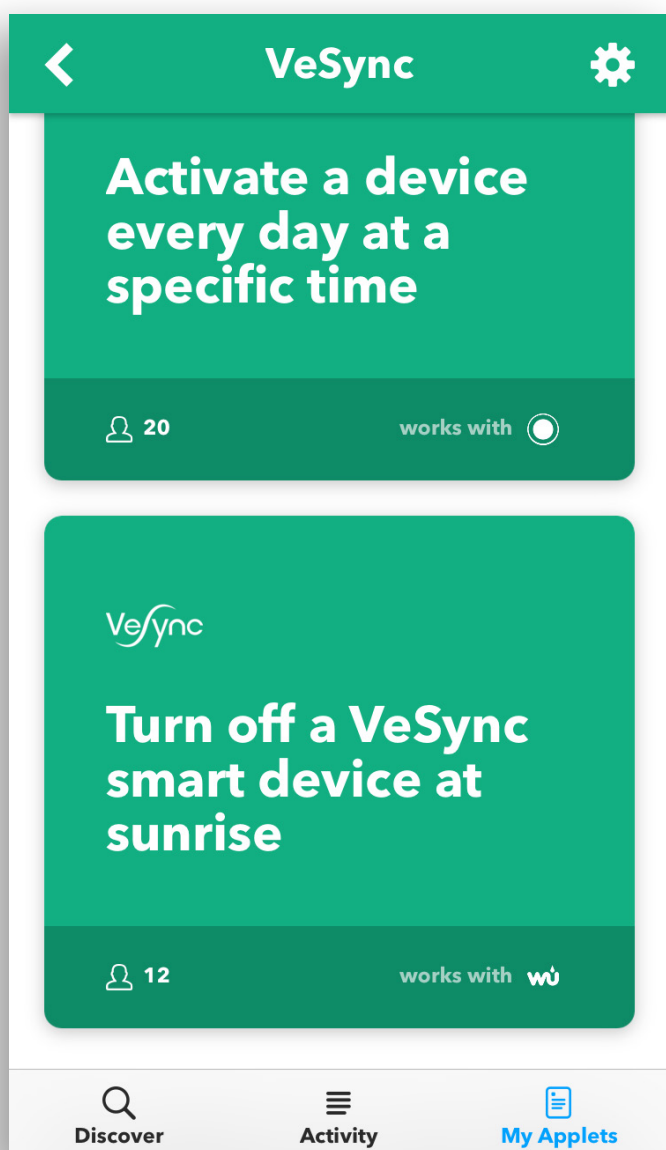 VeSync
Activate a device
every day at a
specific time
20
works with
VeSync
Turn off a VeSync
smart device at
sunrise
12
works with wu
Discover
Activity
My Applets